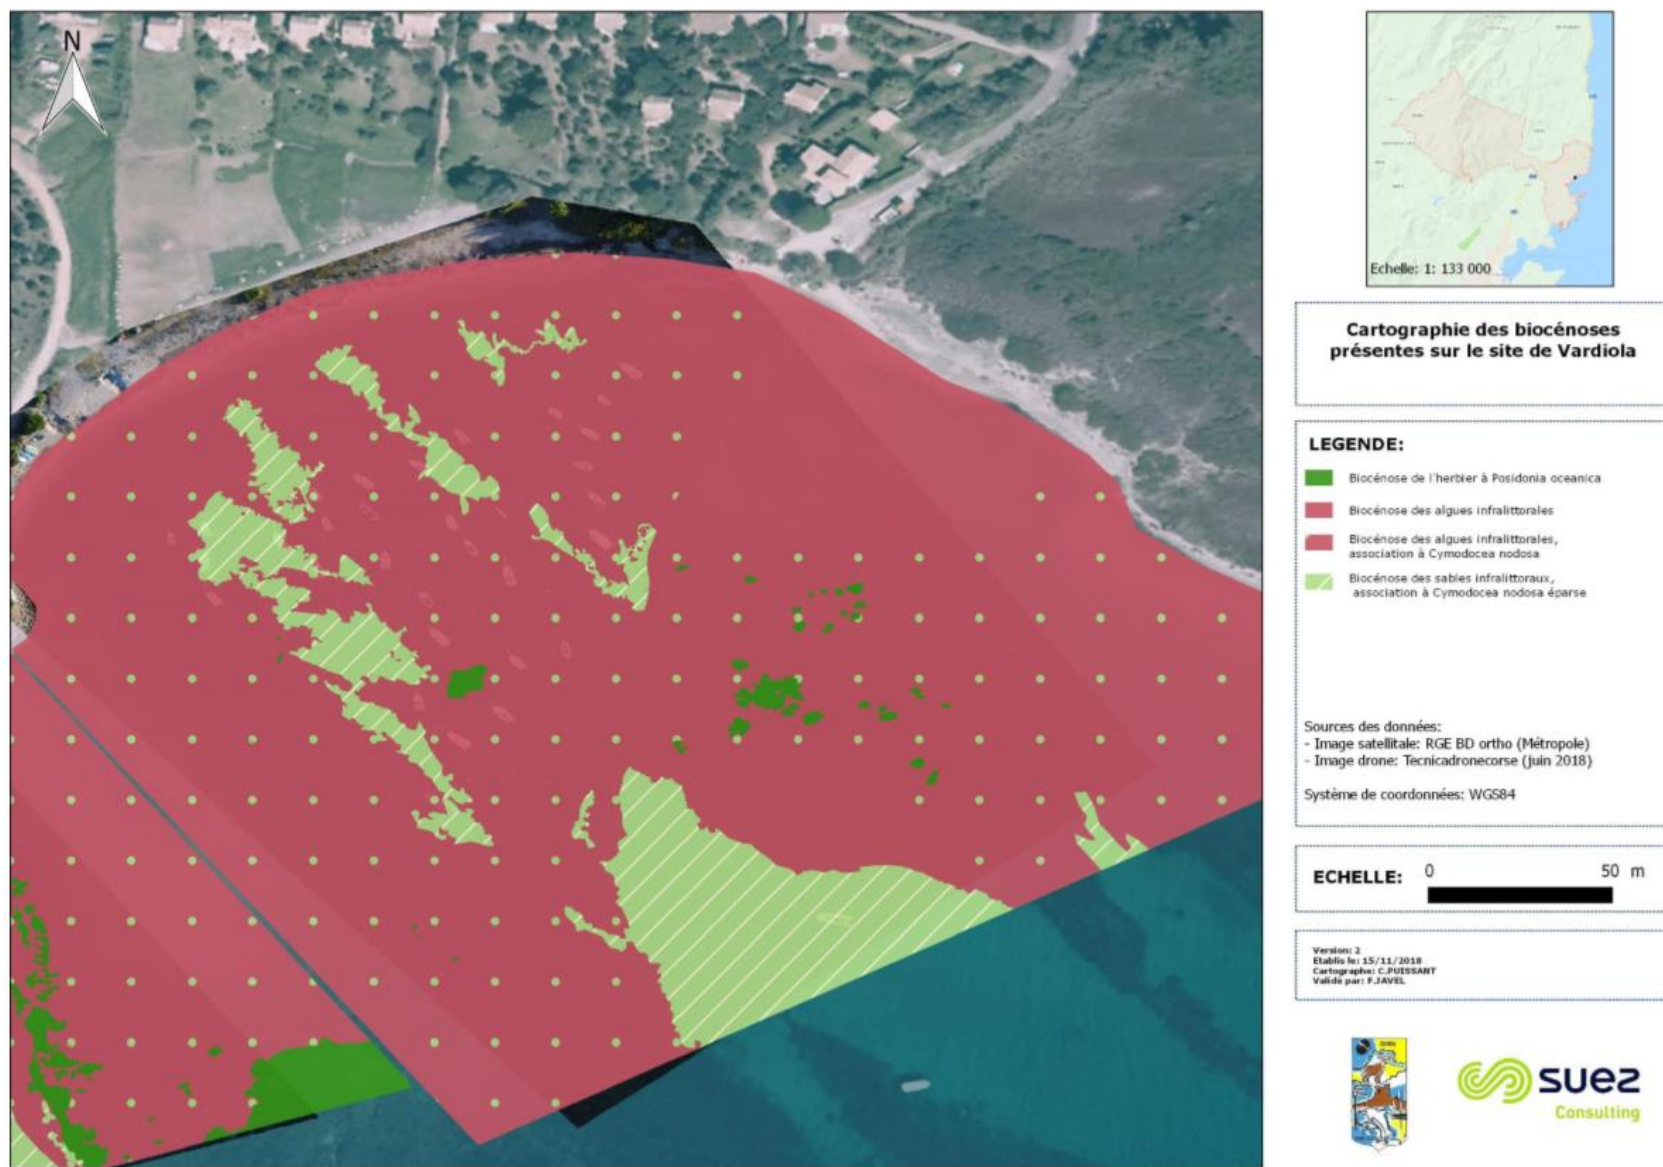 N
Echelle: 1: 133 000
Cartographie des biocénoses
présentes sur le site de Vardiola
LEGENDE:
Biocénose de l'herbier à Posidonia oceanica
Biocénose des algues infralittorales
Biocénose des algues infralittorales,
association à Cymodocea nodosa
Biocénose des sables infralittoraux,
association à Cymodocea nodosa éparse
Sources des données:
- Image satellitale: RGE BD ortho (Métropole)
- Image drone: Tecnicadronecorse (juin 2018)
Système de coordonnées: WGS84
ECHELLE:
0 50 m
Version: 2
Etablis le: 15/11/2018
Cartographe: C.PUISSANT
Validé par: F.JAVEL
suez
Consulting